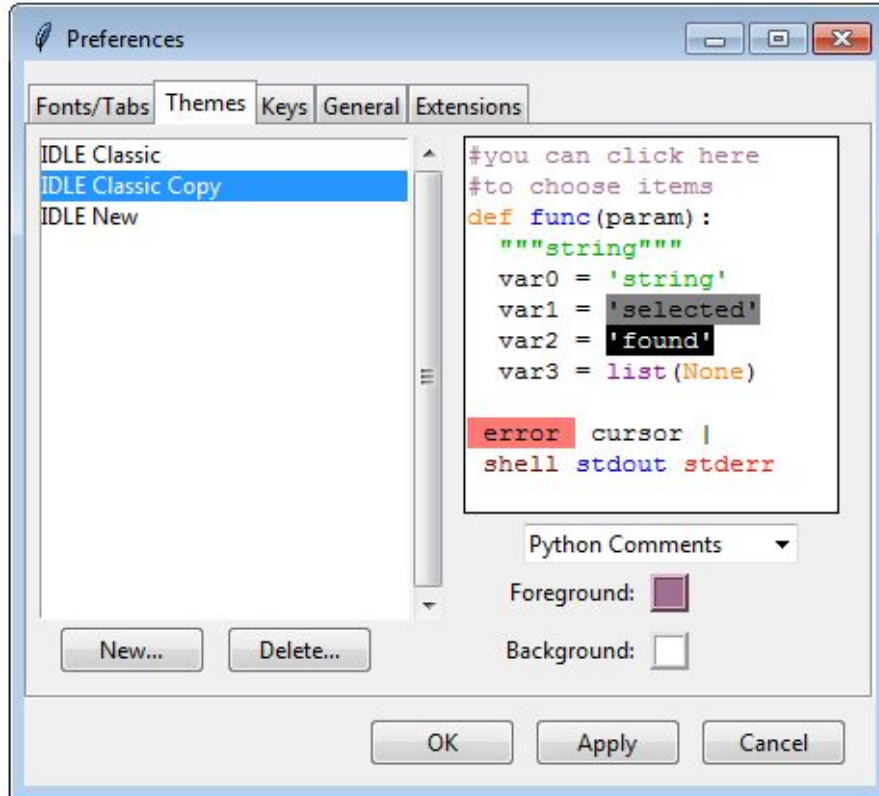 Preferences
Fonts/Tabs Themes Keys General Extensions
IDLE Classic
IDLE Classic Copy
IDLE New
#you can click here
#to choose items
def func(param):
  """string"""
  var0 = 'string'
  var1 = 'selected'
  var2 = 'found'
  var3 = list(None)
error cursor |
shell stdout stderr
Python Comments
Foreground:
Background:
New... Delete...
OK Apply Cancel